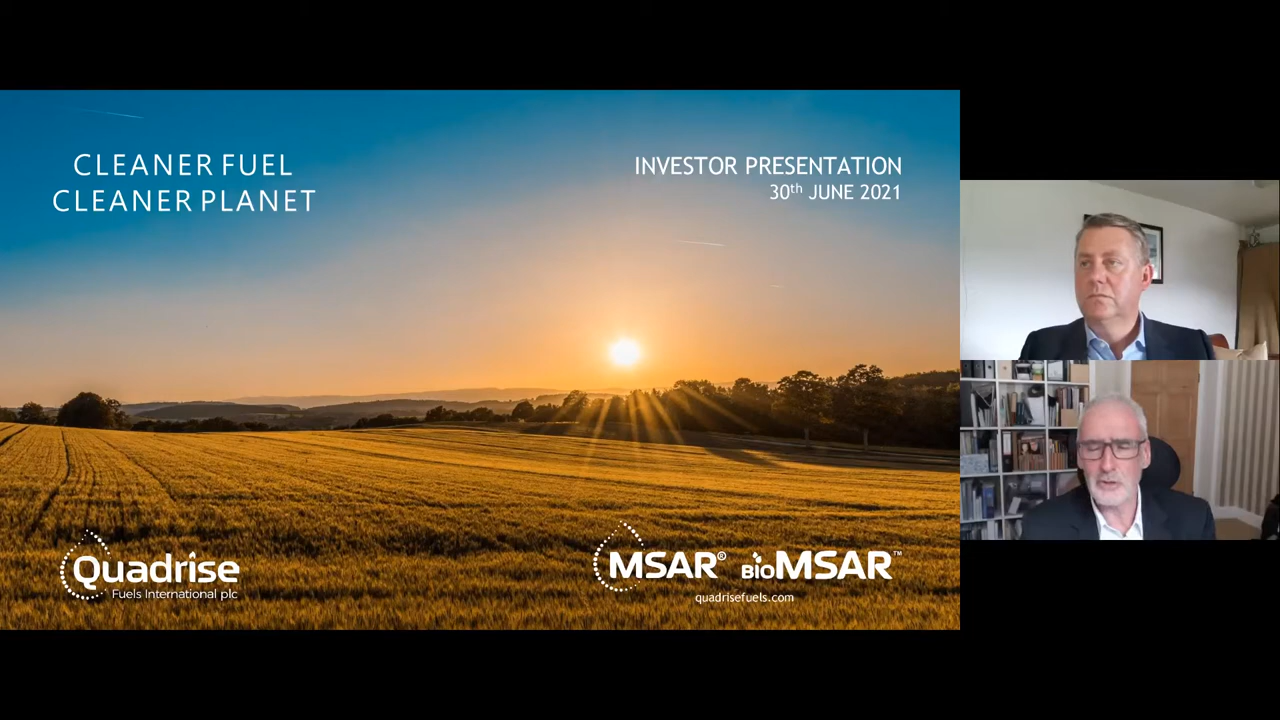 CLEANER FUEL
CLEANER PLANET
INVESTOR PRESENTATION
30th JUNE 2021
Quadrise
Fuels International plc
MSAR® BIOMSAR™
quadrisefuels.com